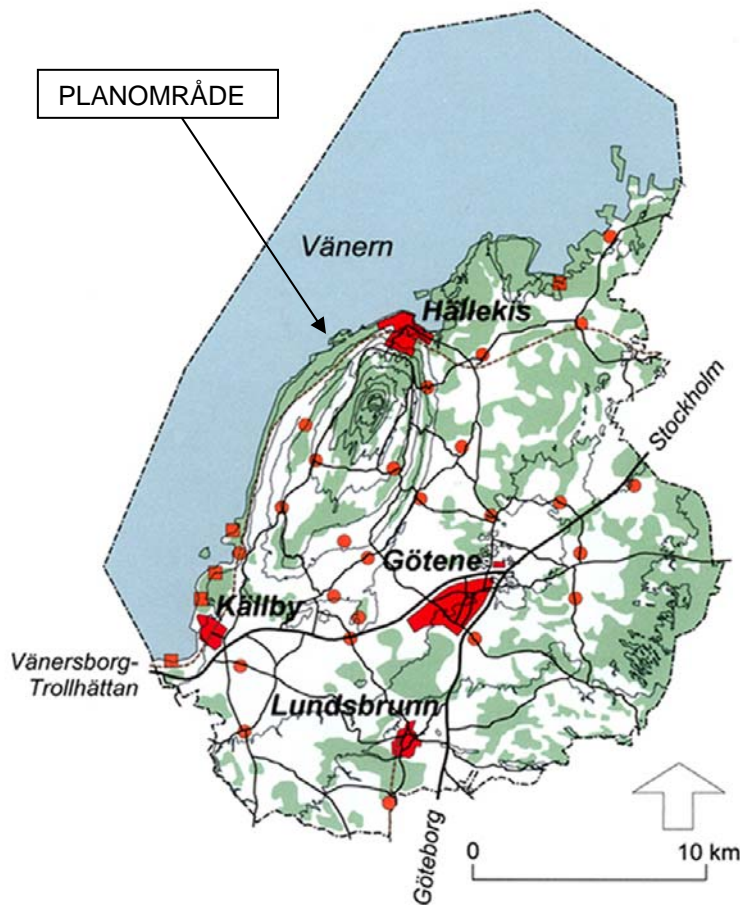 PLANOMRÅDE
Vänern
Hällekis
Stockholm
Götene
Källby
Vänersborg-
Trollhättan
Lundsbrunn
Göteborg
0 10 km